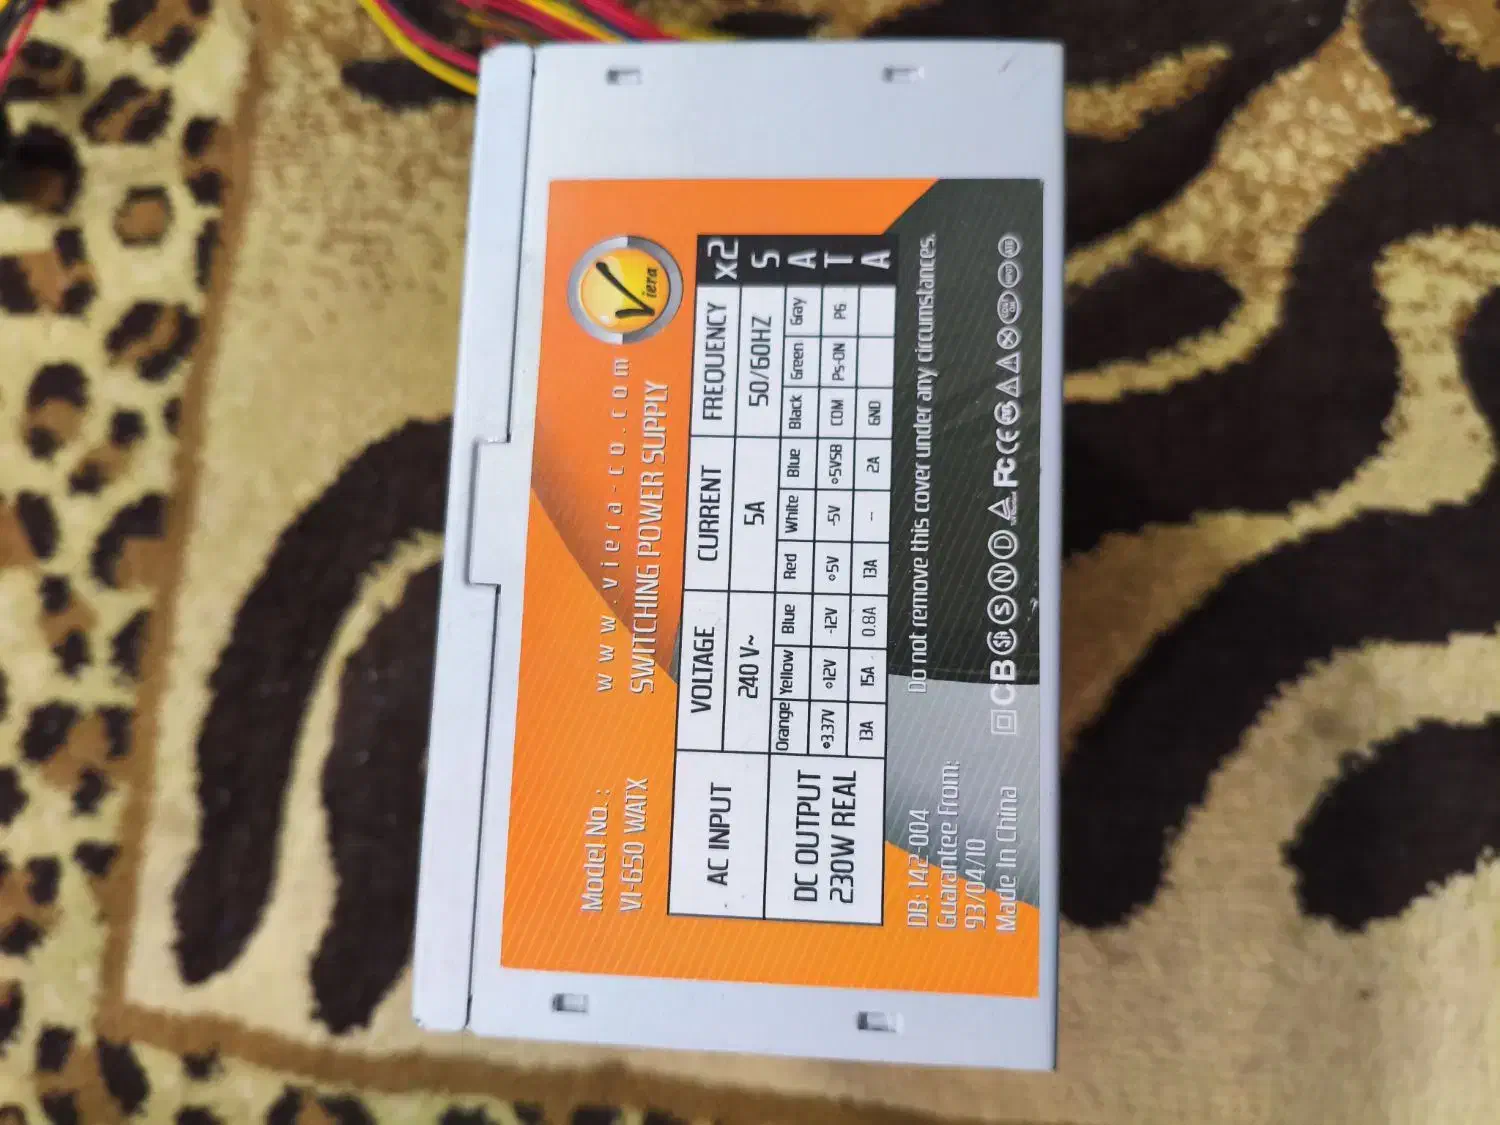 Model No. :
VI-650 WATX
www.viera-co.com
SWITCHING POWER SUPPLY
Viera
AC INPUT VOLTAGE CURRENT FREQUENCY x2
240 V~ 5A 50/60HZ S
DC OUTPUT Orange Yellow Blue Red White Blue Black Green Gray A
230W REAL +3.37V +12V -12V +5V -5V +5VSB COM Ps-ON PG T
13A 15A 0.8A 13A -- 2A GND A
DB: 142-004 Do not remove this cover under any circumstances.
Guarantee From:
93/04/10
Made In China CB S N D FC CE